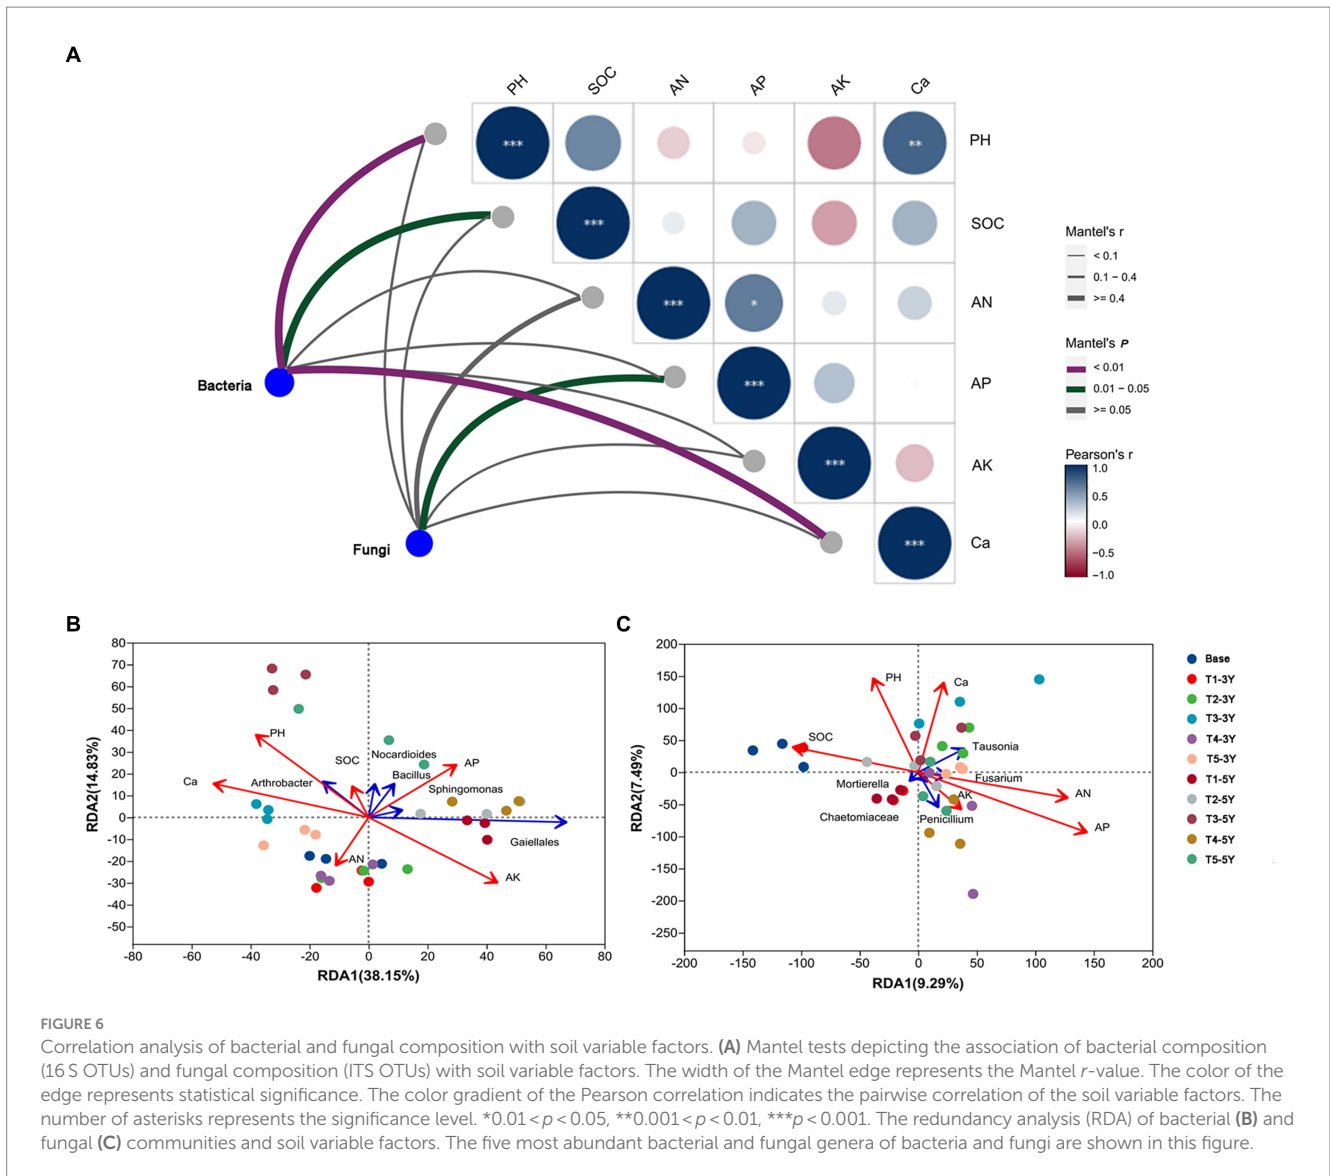 A
PH SOC AN AP AK Ca
*** ** PH
*** SOC
*** * AN
*** AP
*** AK
*** Ca
Bacteria
Fungi
Mantel's r
< 0.1
0.1 – 0.4
>= 0.4
Mantel's P
< 0.01
0.01 – 0.05
>= 0.05
Pearson's r
1.0
0.5
0.0
−0.5
−1.0
B
RDA2(14.83%)
80
70
60
50
40
30
20
10
0
-10
-20
-30
-40
-50
PH
SOC
Nocardioides
AP
Ca
Arthrobacter
Bacillus
Sphingomonas
Gaiellales
AN
AK
-80 -60 -40 -20 0 20 40 60 80
RDA1(38.15%)
C
RDA2(7.49%)
200
150
100
50
0
-50
-100
-150
-200
-250
PH
Ca
SOC
Tausonia
Mortierella
Fusarium
AK
AN
Chaetomiaceae
Penicillium
AP
-200 -150 -100 -50 0 50 100 150 200
RDA1(9.29%)
Base
T1-3Y
T2-3Y
T3-3Y
T4-3Y
T5-3Y
T1-5Y
T2-5Y
T3-5Y
T4-5Y
T5-5Y
FIGURE 6
Correlation analysis of bacterial and fungal composition with soil variable factors. (A) Mantel tests depicting the association of bacterial composition
(16 S OTUs) and fungal composition (ITS OTUs) with soil variable factors. The width of the Mantel edge represents the Mantel r-value. The color of the
edge represents statistical significance. The color gradient of the Pearson correlation indicates the pairwise correlation of the soil variable factors. The
number of asterisks represents the significance level. *0.01 < p < 0.05, **0.001 < p < 0.01, ***p < 0.001. The redundancy analysis (RDA) of bacterial (B) and
fungal (C) communities and soil variable factors. The five most abundant bacterial and fungal genera of bacteria and fungi are shown in this figure.